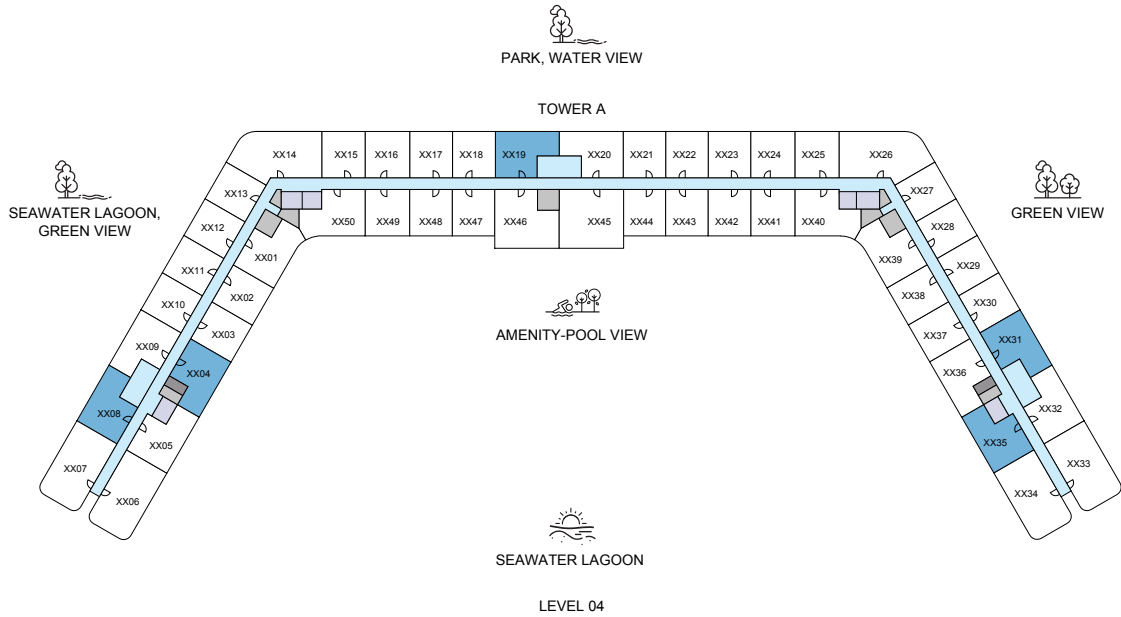 PARK, WATER VIEW
TOWER A
SEAWATER LAGOON,
GREEN VIEW
GREEN VIEW
XX14
XX15
XX16
XX17
XX18
XX19
XX20
XX21
XX22
XX23
XX24
XX25
XX26
XX13
XX12
XX11
XX10
XX09
XX08
XX07
XX27
XX28
XX29
XX30
XX31
XX32
XX33
XX50
XX49
XX48
XX47
XX46
XX45
XX44
XX43
XX42
XX41
XX40
XX01
XX02
XX03
XX04
XX05
XX06
XX39
XX38
XX37
XX36
XX35
XX34
AMENITY-POOL VIEW
SEAWATER LAGOON
LEVEL 04